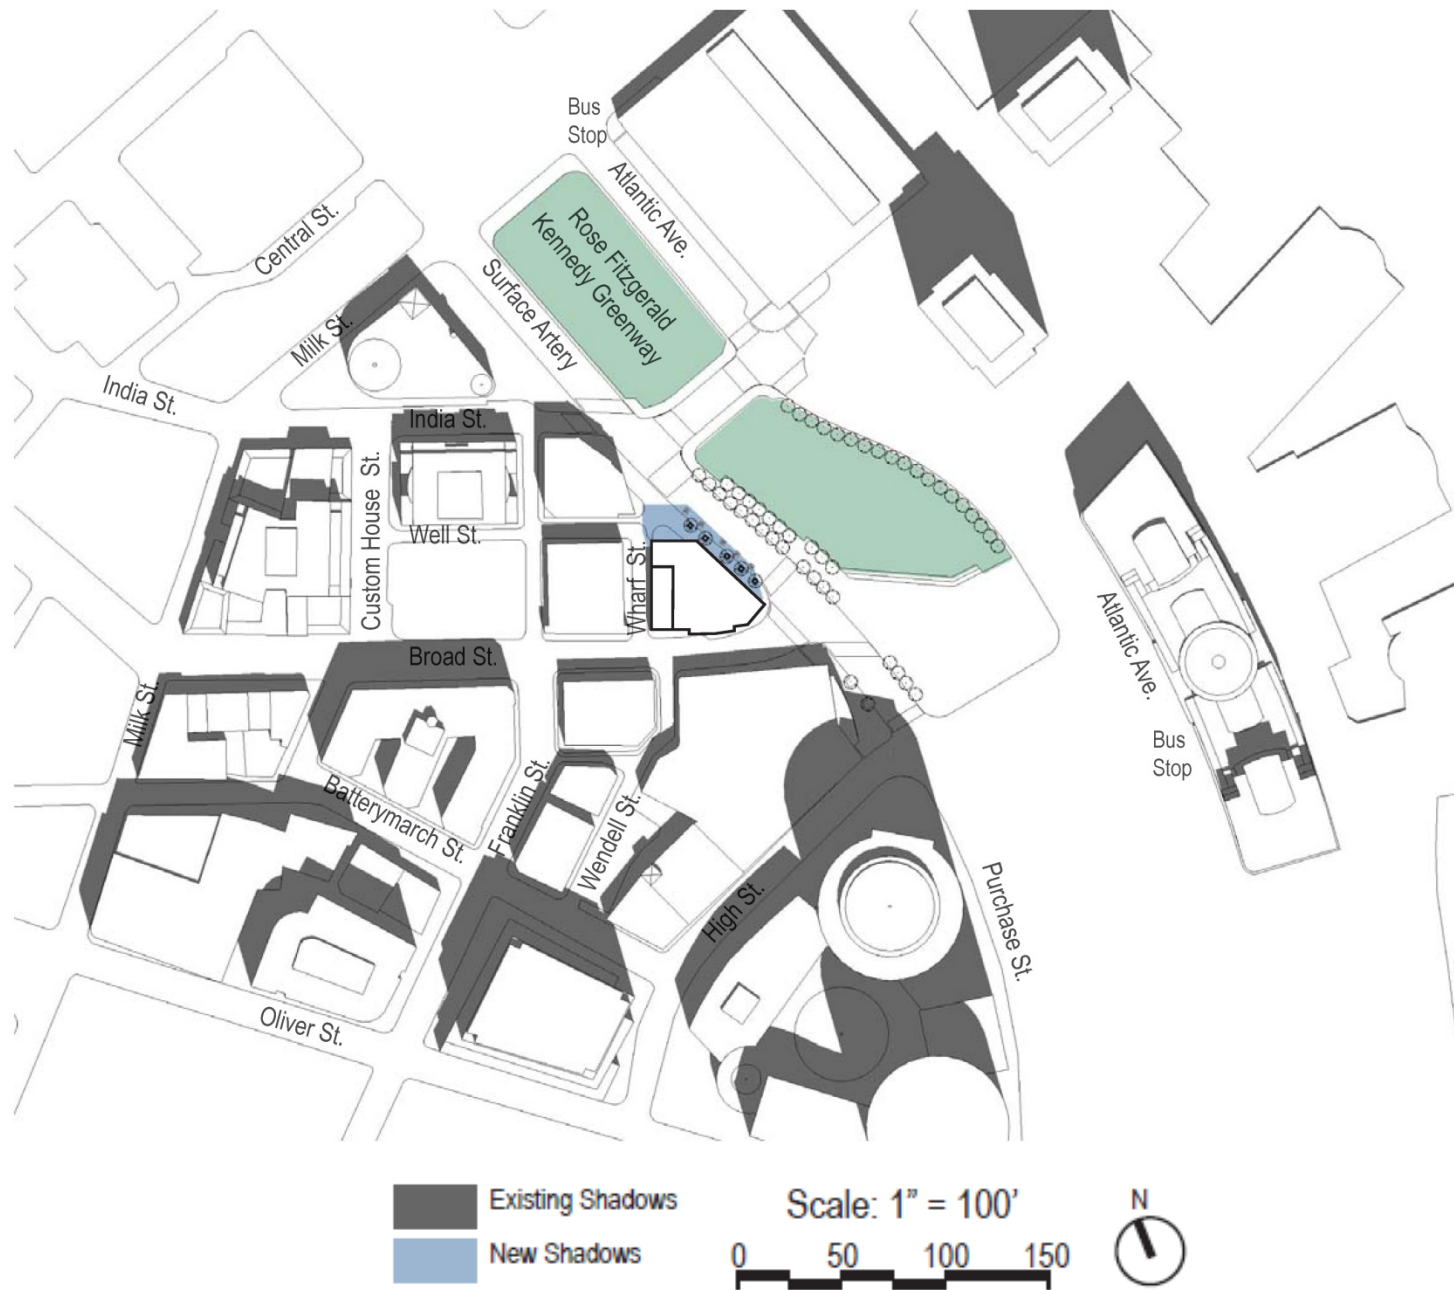 Bus
Stop
Atlantic Ave.
Rose Fitzgerald
Kennedy Greenway
Central St.
Surface Artery
Milk St.
India St.
India St.
Custom House St.
Well St.
Wharf St.
Atlantic Ave.
Broad St.
Milk St.
Bus
Stop
Franklin St.
Batterymarch St.
Wendell St.
High St.
Purchase St.
Oliver St.
Existing Shadows
New Shadows
Scale: 1” = 100’
0 50 100 150
N